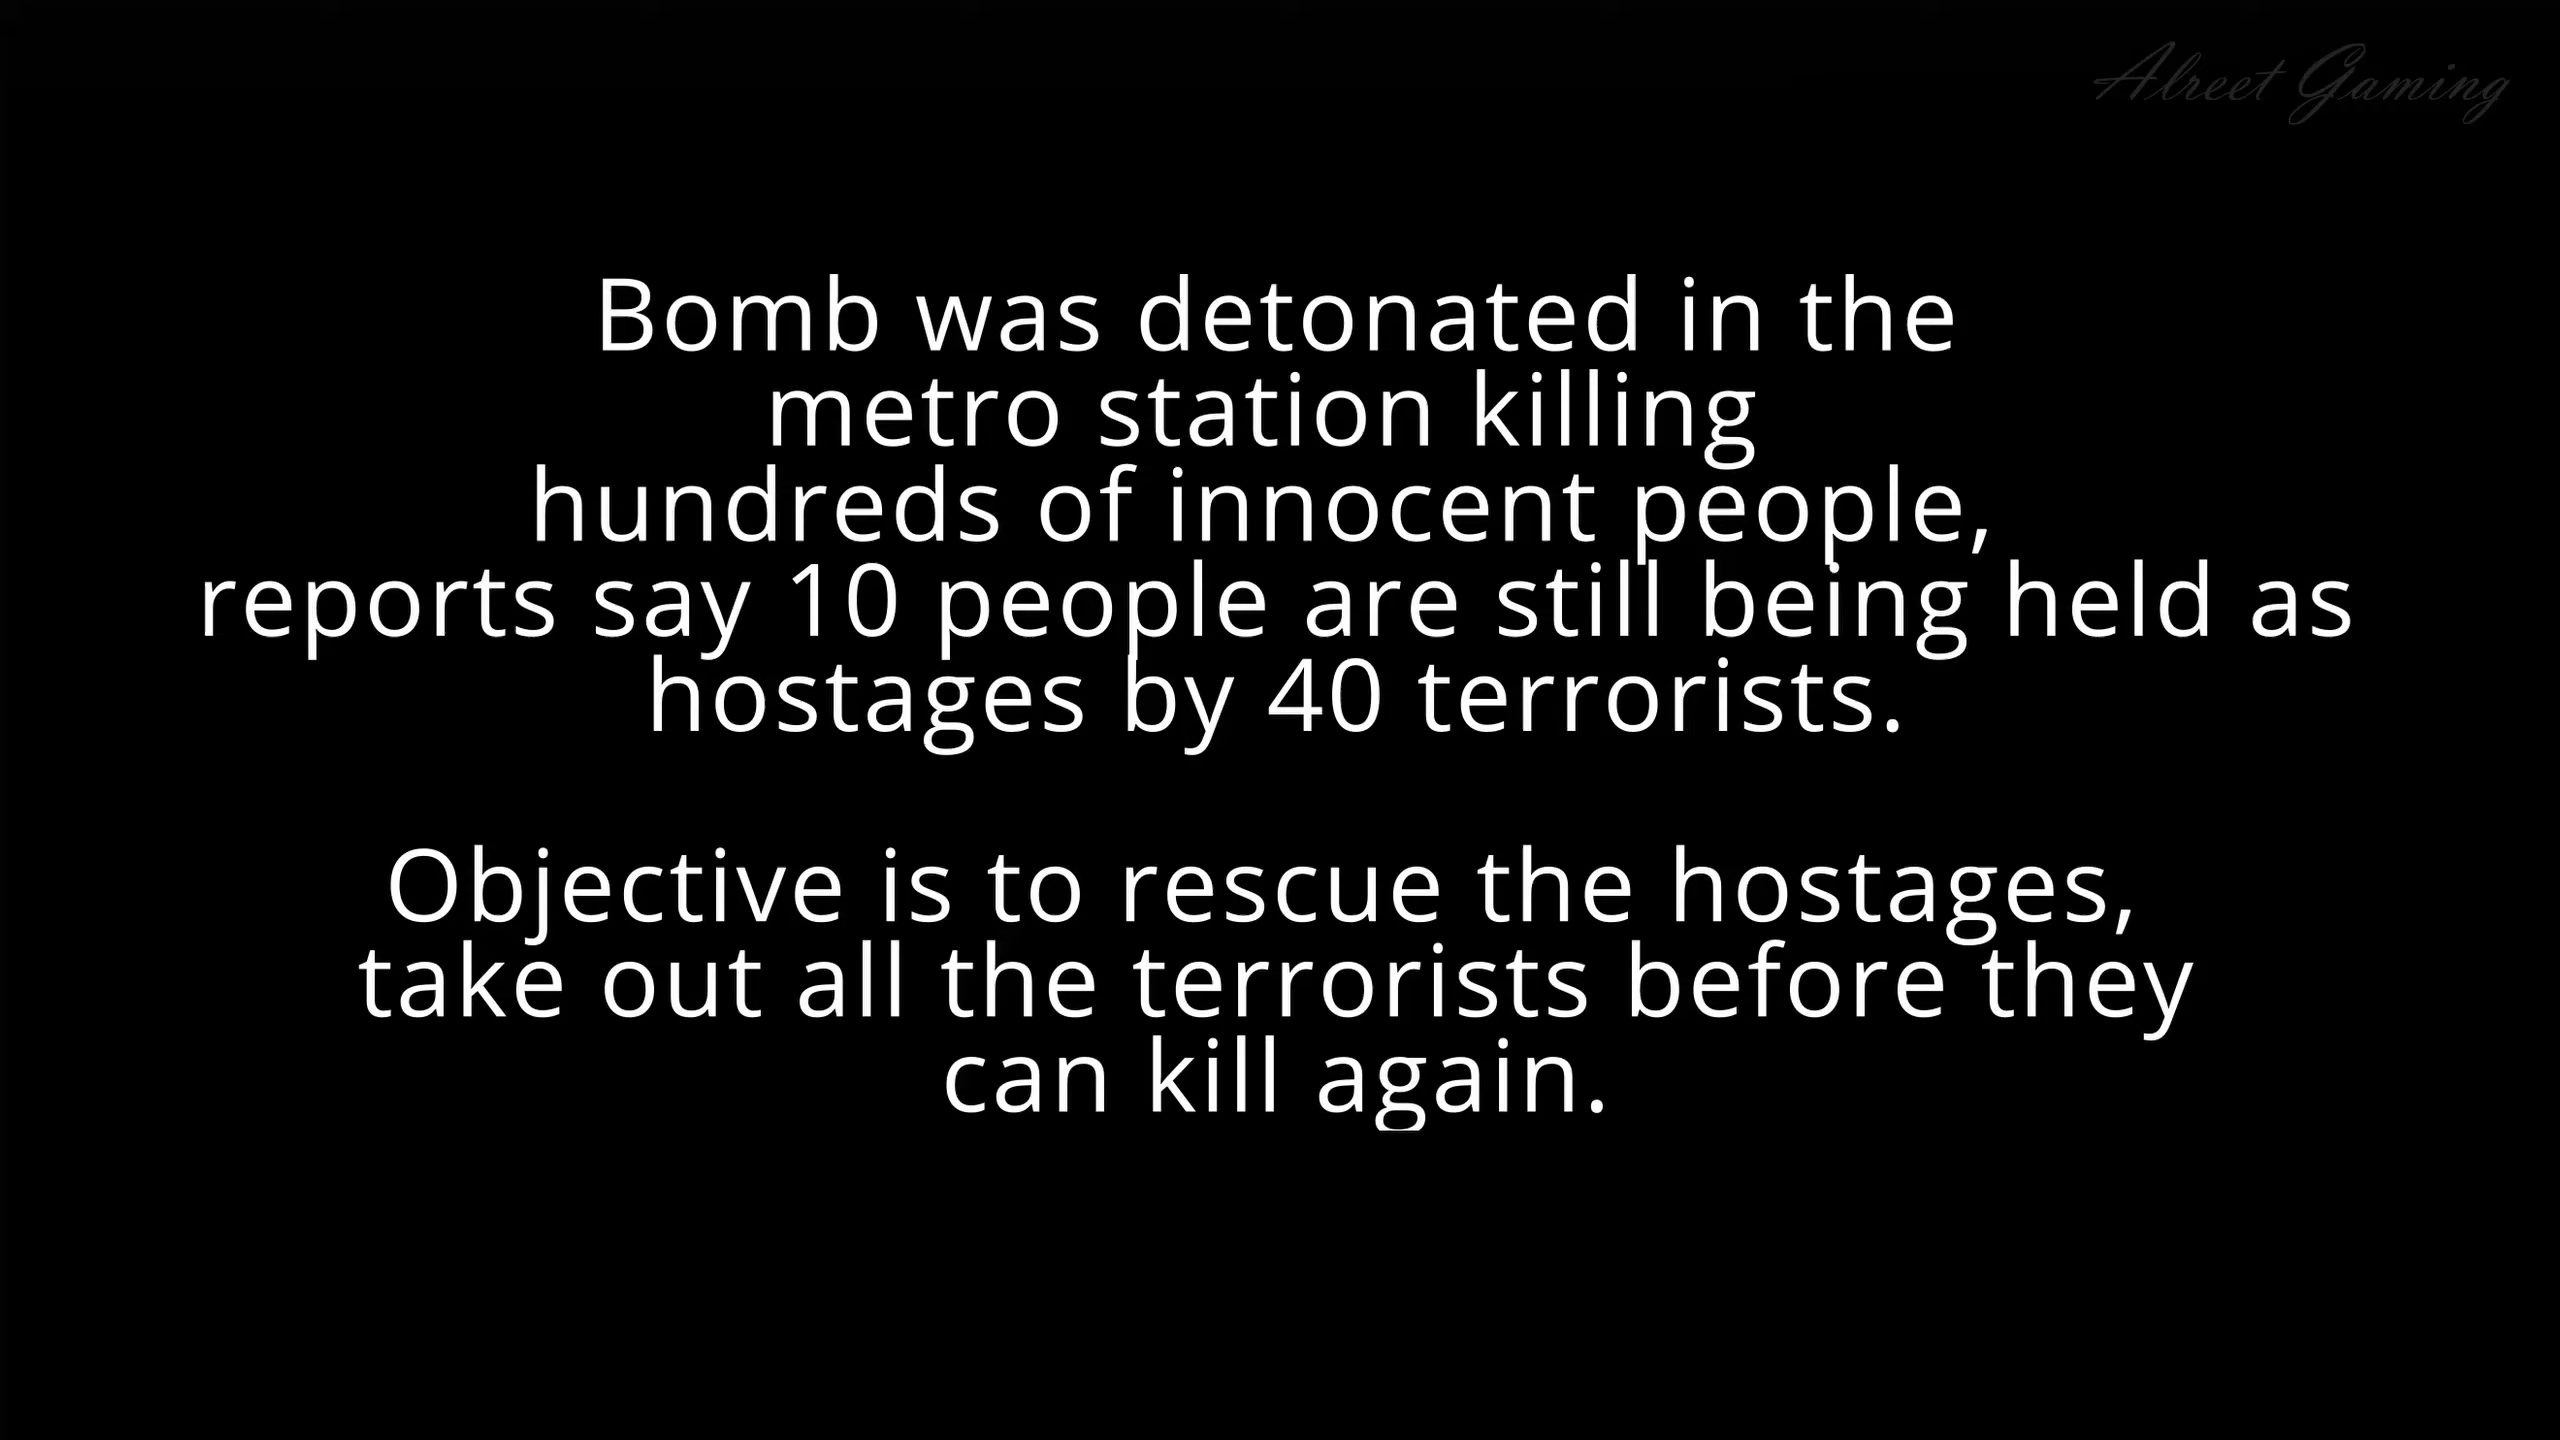 Alreet Gaming
Bomb was detonated in the
metro station killing
hundreds of innocent people,
reports say 10 people are still being held as
hostages by 40 terrorists.
Objective is to rescue the hostages,
take out all the terrorists before they
can kill again.